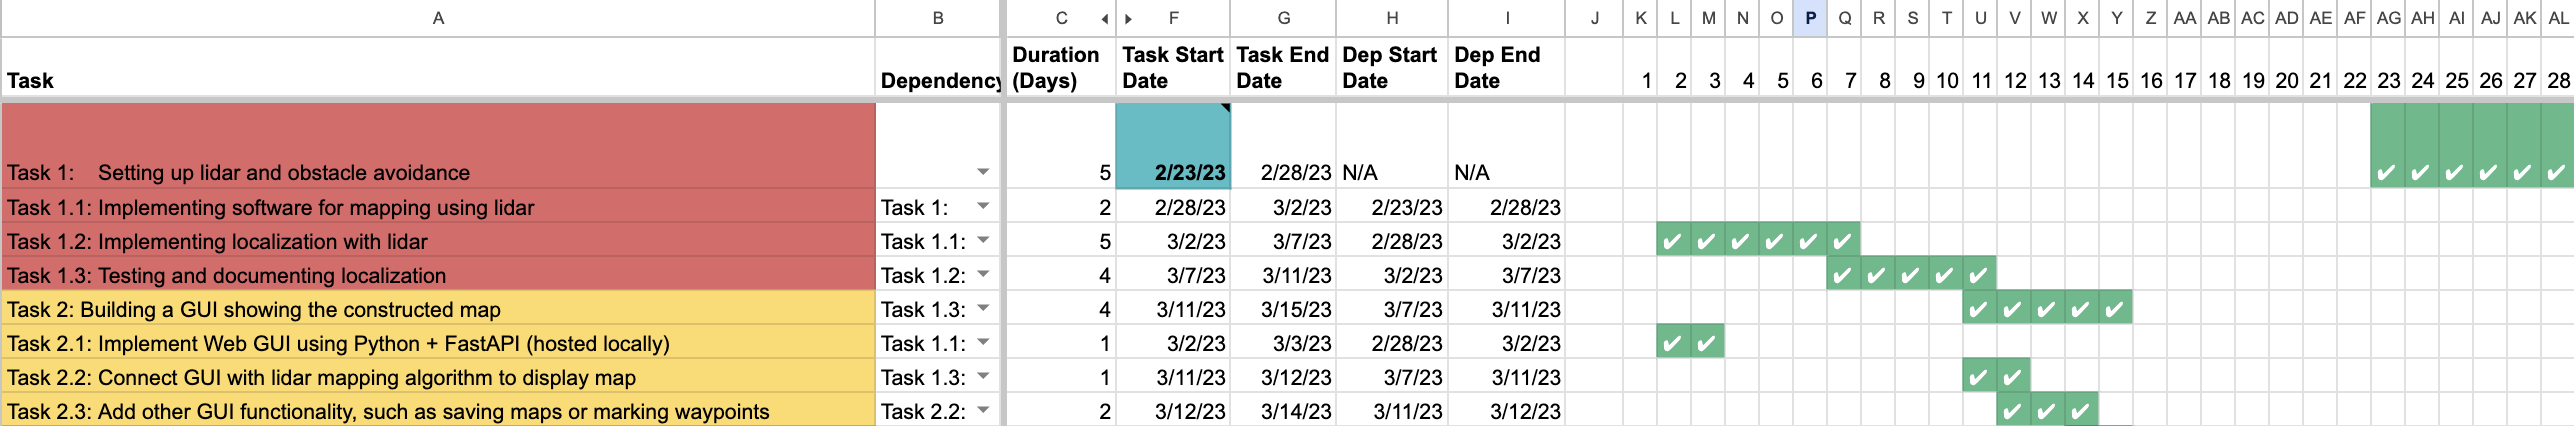 A B C F G H I J K L M N O P Q R S T U V W X Y Z AA AB AC AD AE AF AG AH AI AJ AK AL
Task Dependency Duration (Days) Task Start Date Task End Date Dep Start Date Dep End Date 1 2 3 4 5 6 7 8 9 10 11 12 13 14 15 16 17 18 19 20 21 22 23 24 25 26 27 28
Task 1: Setting up lidar and obstacle avoidance 5 2/23/23 2/28/23 N/A N/A ✔ ✔ ✔ ✔ ✔ ✔
Task 1.1: Implementing software for mapping using lidar Task 1: 2 2/28/23 3/2/23 2/23/23 2/28/23
Task 1.2: Implementing localization with lidar Task 1.1: 5 3/2/23 3/7/23 2/28/23 3/2/23 ✔ ✔ ✔ ✔ ✔ ✔
Task 1.3: Testing and documenting localization Task 1.2: 4 3/7/23 3/11/23 3/2/23 3/7/23 ✔ ✔ ✔ ✔ ✔
Task 2: Building a GUI showing the constructed map Task 1.3: 4 3/11/23 3/15/23 3/7/23 3/11/23 ✔ ✔ ✔ ✔ ✔
Task 2.1: Implement Web GUI using Python + FastAPI (hosted locally) Task 1.1: 1 3/2/23 3/3/23 2/28/23 3/2/23 ✔ ✔
Task 2.2: Connect GUI with lidar mapping algorithm to display map Task 1.3: 1 3/11/23 3/12/23 3/7/23 3/11/23 ✔ ✔
Task 2.3: Add other GUI functionality, such as saving maps or marking waypoints Task 2.2: 2 3/12/23 3/14/23 3/11/23 3/12/23 ✔ ✔ ✔